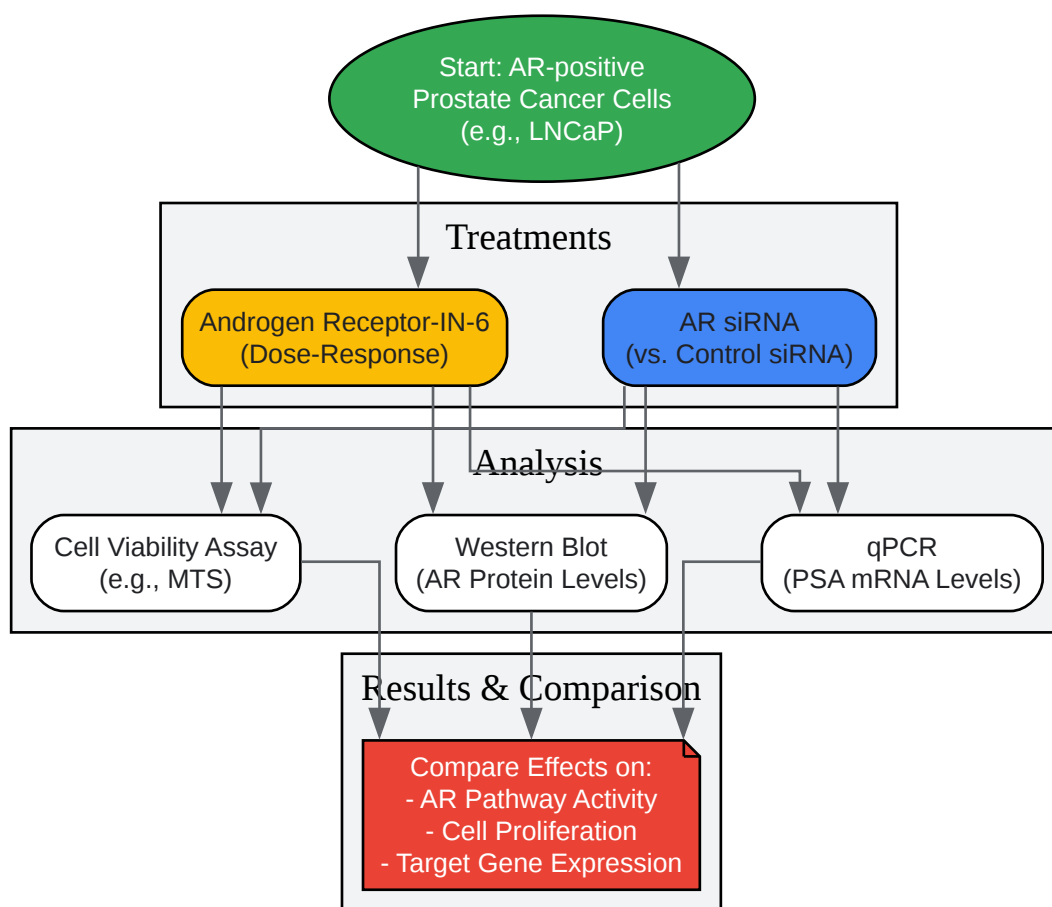 Start: AR-positive
Prostate Cancer Cells
(e.g., LNCaP)
Treatments
Androgen Receptor-IN-6
(Dose-Response)
AR siRNA
(vs. Control siRNA)
Analysis
Cell Viability Assay
(e.g., MTS)
Western Blot
(AR Protein Levels)
qPCR
(PSA mRNA Levels)
Results & Comparison
Compare Effects on:
- AR Pathway Activity
- Cell Proliferation
- Target Gene Expression